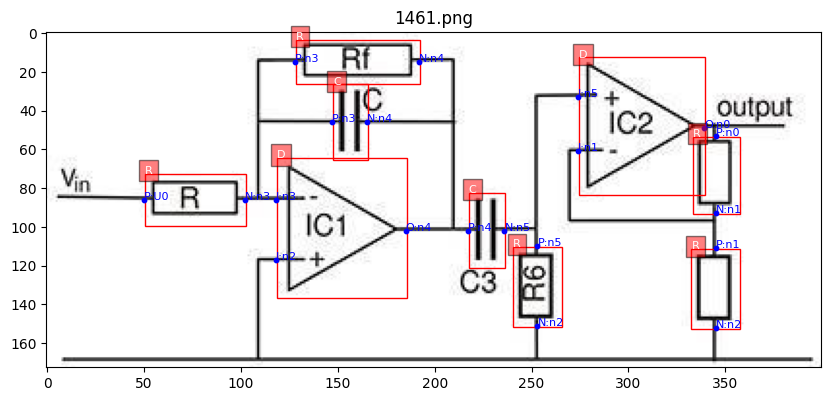 1461.png
R
Rf
P:n3
N:n4
C
C
P:n3
N:n4
D
:n5
+
IC2
-
:n1
O:n0
output
R
P:n0
N:n1
Vin
R
P:U0
R
N:n3
D
:n3
-
IC1
+
:n2
O:n4
C
P:n4
N:n5
C3
R
P:n5
R6
N:n2
R
P:n1
N:n2
0
20
40
60
80
100
120
140
160
0
50
100
150
200
250
300
350